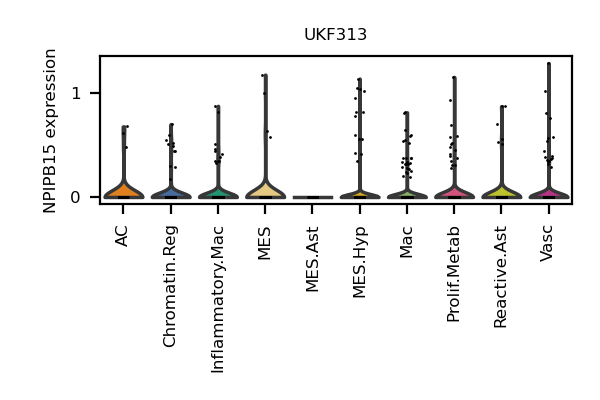 UKF313
NPIPB15 expression
1
0
AC
Chromatin.Reg
Inflammatory.Mac
MES
MES.Ast
MES.Hyp
Mac
Prolif.Metab
Reactive.Ast
Vasc